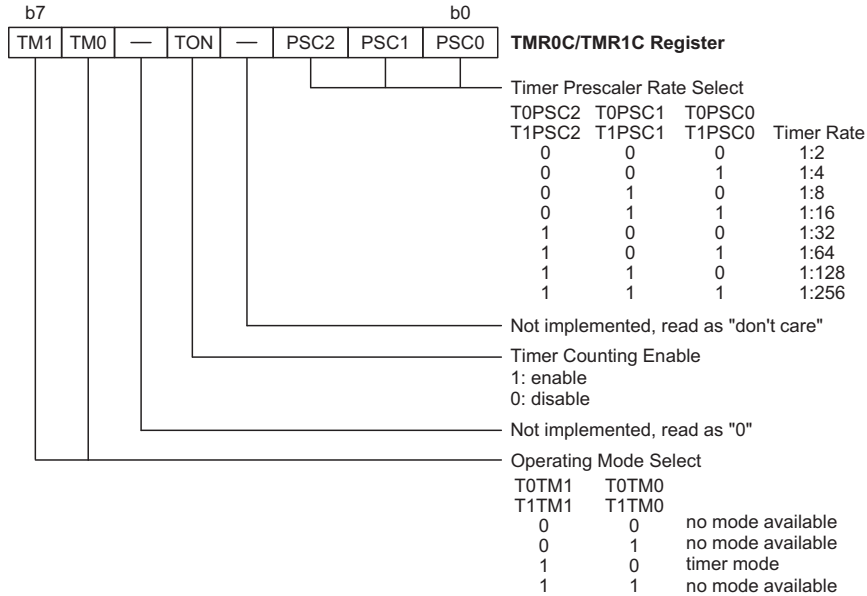 b7 b0
TM1 TM0 — TON — PSC2 PSC1 PSC0 TMR0C/TMR1C Register
Timer Prescaler Rate Select
T0PSC2 T0PSC1 T0PSC0
T1PSC2 T1PSC1 T1PSC0 Timer Rate
0 0 0 1:2
0 0 1 1:4
0 1 0 1:8
0 1 1 1:16
1 0 0 1:32
1 0 1 1:64
1 1 0 1:128
1 1 1 1:256
Not implemented, read as "don't care"
Timer Counting Enable
1: enable
0: disable
Not implemented, read as "0"
Operating Mode Select
T0TM1 T0TM0
T1TM1 T1TM0
0 0 no mode available
0 1 no mode available
1 0 timer mode
1 1 no mode available